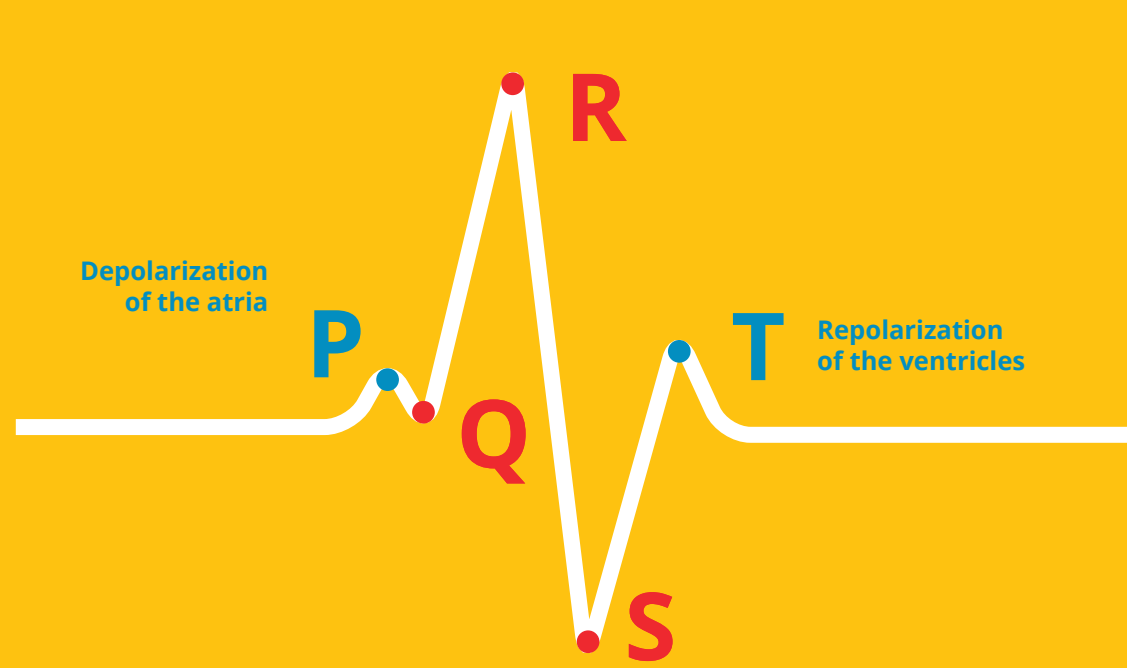 R
Depolarization
of the atria
P
T
Repolarization
of the ventricles
Q
S